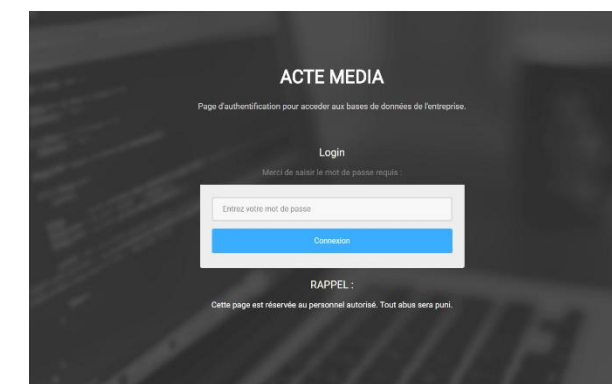 ACTE MEDIA
Page d'authentification pour acceder aux bases de données de l'entreprise.
Login
Merci de saisir le mot de passe requis :
Entrez votre mot de passe
Connexion
RAPPEL :
Cette page est réservée au personnel autorisé. Tout abus sera puni.